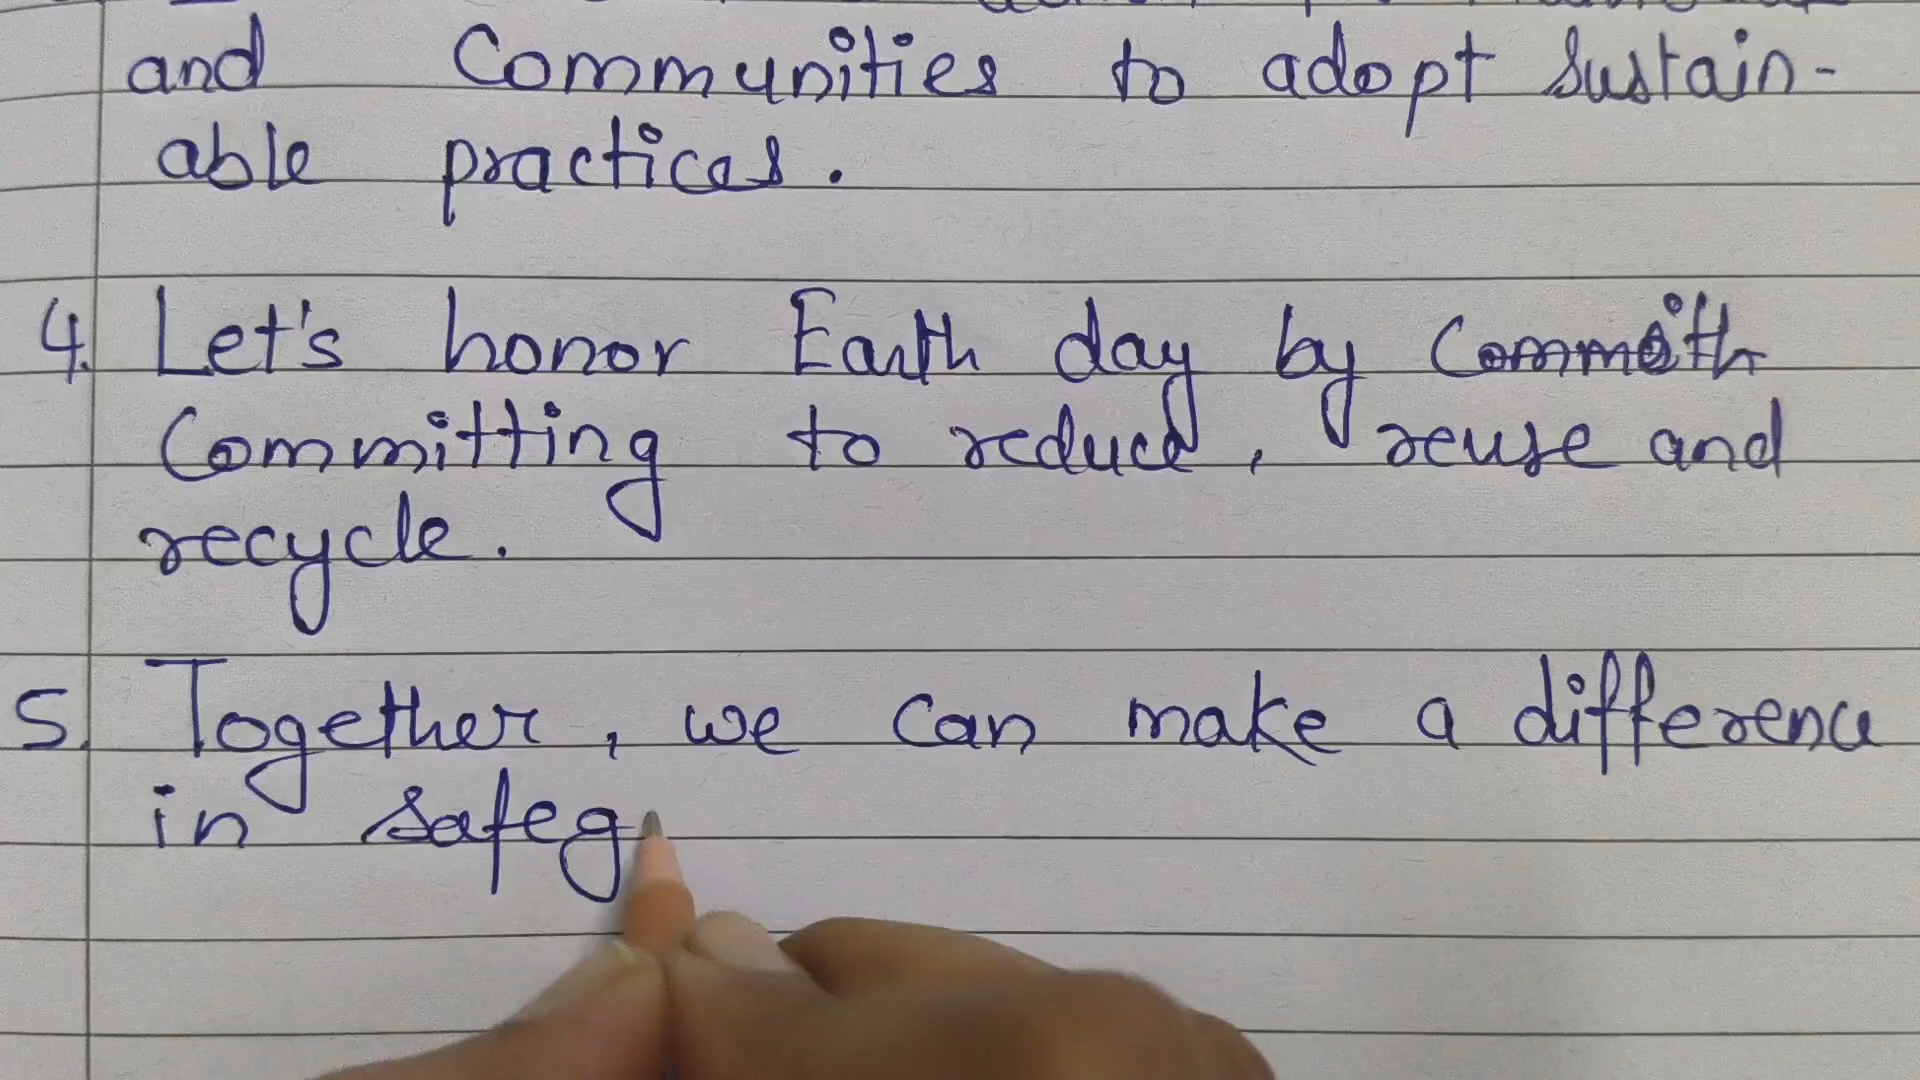 and Communities to adopt sustain-
able practices.
4. Let's honor Earth day by
Committing to reduce, reuse and
recycle.
5. Together, we can make a difference
in safeg